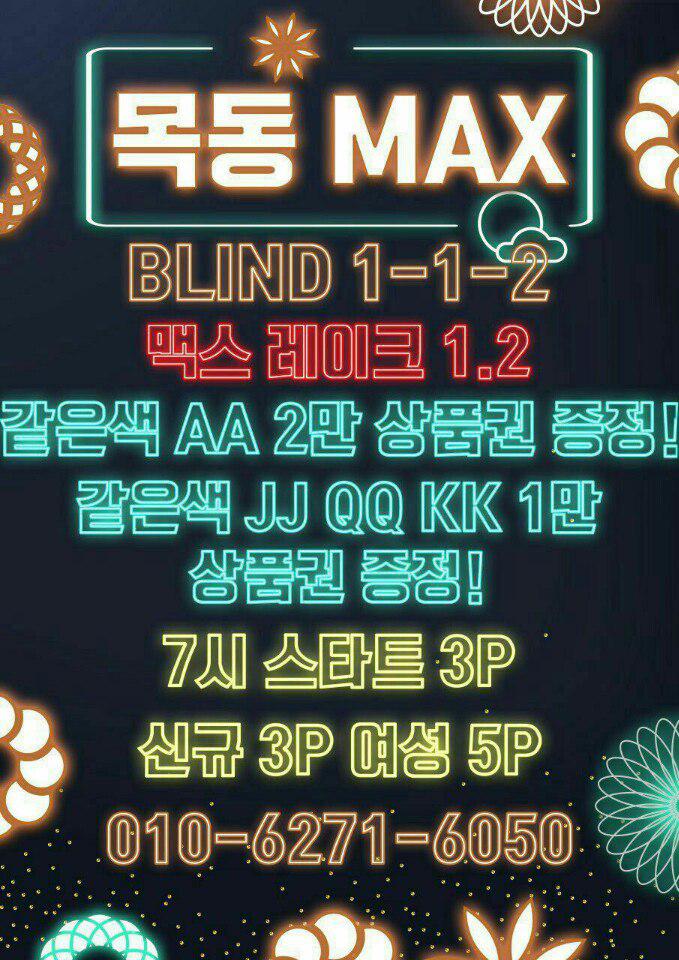 목동 MAX
BLIND 1-1-2
맥스 레이크 1.2
같은색 AA 2만 상품권 증정!
같은색 JJ QQ KK 1만
상품권 증정!
7시 스타트 3P
신규 3P 여성 5P
010-6271-6050